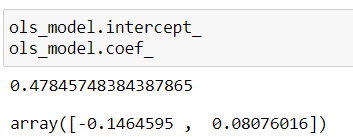 ols_model.intercept_
ols_model.coef_
0.47845748384387865
array([-0.1464595 , 0.08076016])